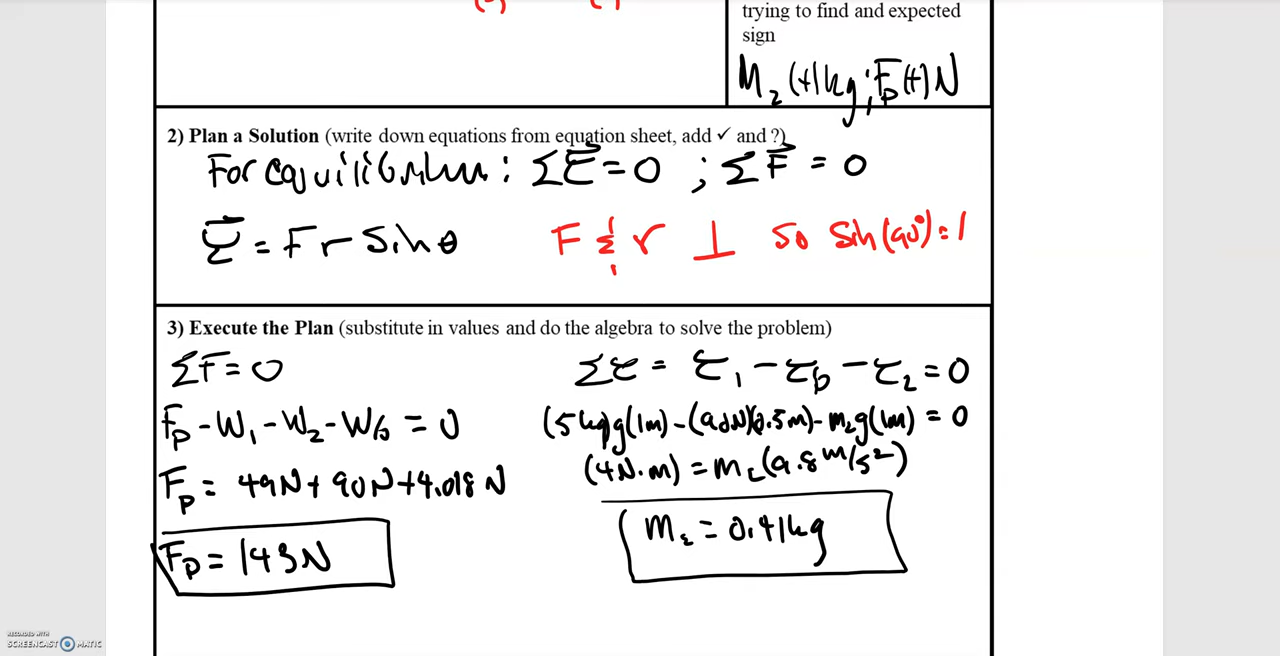 trying to find and expected
sign
M₂ (+) kg ; F⃗p (+) N
2) Plan a Solution (write down equations from equation sheet, add ✓ and ?)
For equilibrium: Στ⃗ = 0 ; ΣF⃗ = 0
τ⃗ = F r sin θ
F & r ⊥ so sin(90°) = 1
3) Execute the Plan (substitute in values and do the algebra to solve the problem)
ΣF = 0
Fp - W₁ - W₂ - Wb = 0
Fp = 49N + 90N + 4.018N
Fp = 143N
Στ = τ₁ - τb - τ₂ = 0
(5kg)g(1m) - (90N)(0.5m) - m₂g(1m) = 0
(4N·m) = m₂(9.8 m/s²)
m₂ = 0.41kg
RECORDED WITH
SCREENCAST MATIC